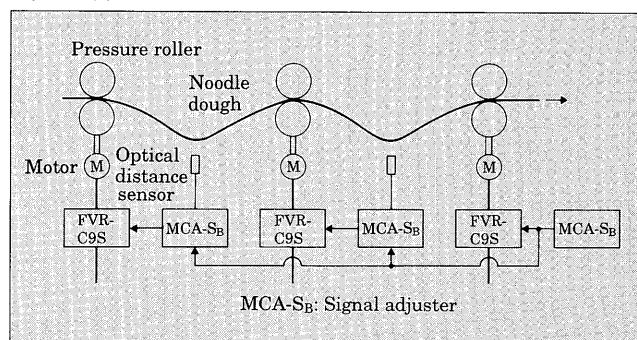 Pressure roller
Noodle
dough
Motor
Optical
distance
sensor
M
M
M
FVR-
C9S
MCA-SB
FVR-
C9S
MCA-SB
FVR-
C9S
MCA-SB
MCA-SB: Signal adjuster